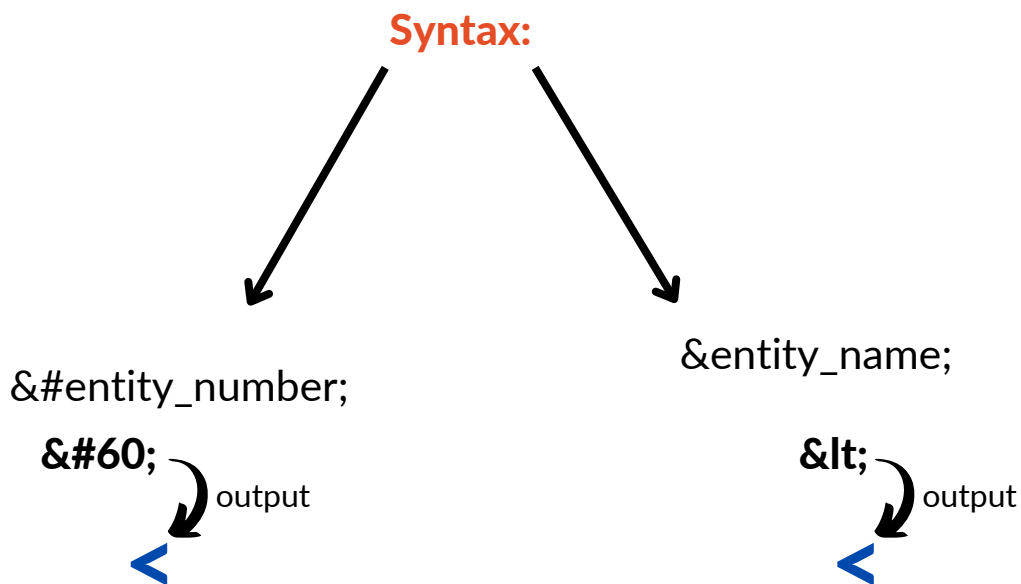 Syntax:
&#entity_number;
&#60;
output
<
&entity_name;
&lt;
output
<